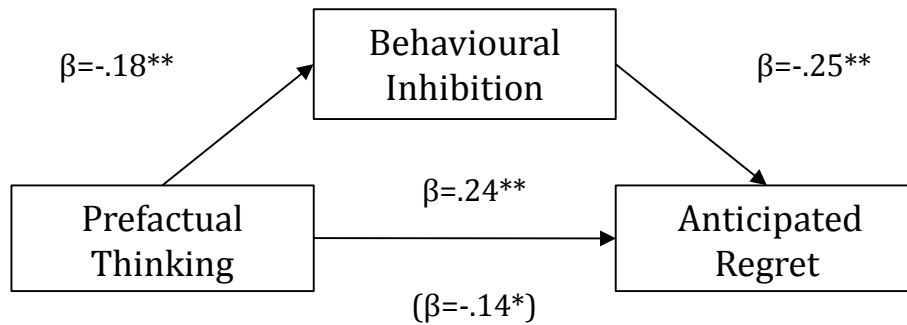 Behavioural
Inhibition
β=-.18**
β=-.25**
β=.24**
Prefactual
Thinking
Anticipated
Regret
(β=-.14*)